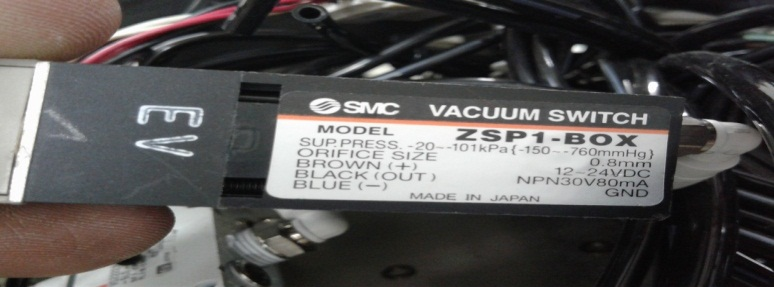 EV
SMC VACUUM SWITCH
MODEL ZSP1-B0X
SUP.PRESS. -20~-101kPa{-150~-760mmHg}
ORIFICE SIZE 0.8mm
BROWN (+) 12-24VDC
BLACK (OUT) NPN30V80mA
BLUE (-) GND
MADE IN JAPAN